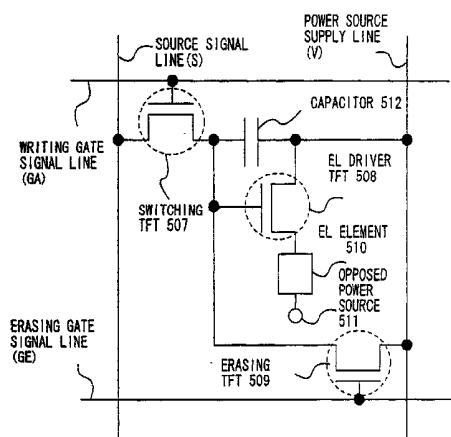 POWER SOURCE
SUPPLY LINE
(V)
SOURCE SIGNAL
LINE(S)
CAPACITOR 512
WRITING GATE
SIGNAL LINE
(GA)
EL DRIVER
TFT 508
SWITCHING
TFT 507
EL ELEMENT
510
OPPOSED
POWER
SOURCE
511
ERASING GATE
SIGNAL LINE
(GE)
ERASING
TFT 509